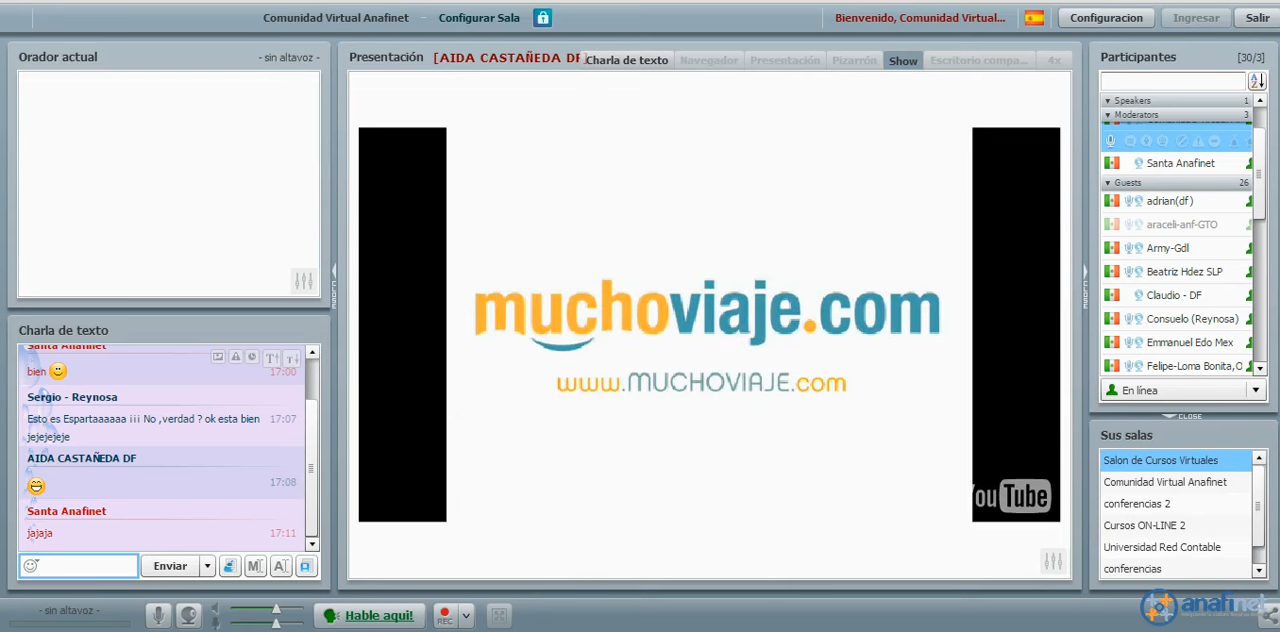 Comunidad Virtual Anafinet
Configurar Sala
Bienvenido, Comunidad Virtual...
Configuracion
Ingresar
Salir
Orador actual
- sin altavoz -
Presentación
[AIDA CASTAÑEDA DF
Charla de texto
Navegador
Presentación
Pizarrón
Show
Escritorio compa...
4x
muchoviaje.com
www.MUCHOVIAJE.com
You Tube
Participantes
[30/3]
Speakers 1
Moderators 3
Santa Anafinet
Guests 26
adrian(df)
araceli-anf-GTO
Army-Gdl
Beatriz Hdez SLP
Claudio - DF
Consuelo (Reynosa)
Emmanuel Edo Mex
Felipe-Loma Bonita,O
En línea
CLOSE
Sus salas
Salon de Cursos Virtuales
Comunidad Virtual Anafinet
conferencias 2
Cursos ON-LINE 2
Universidad Red Contable
conferencias
Charla de texto
Santa Anafinet
bien 17:00
Sergio - Reynosa
Esto es Espartaaaaaa ¡¡¡ No ,verdad ? ok esta bien 17:07
jejejejeje
AIDA CASTAÑEDA DF
17:08
Santa Anafinet
jajaja 17:11
Enviar
- sin altavoz -
Hable aqui!
REC
anafinet